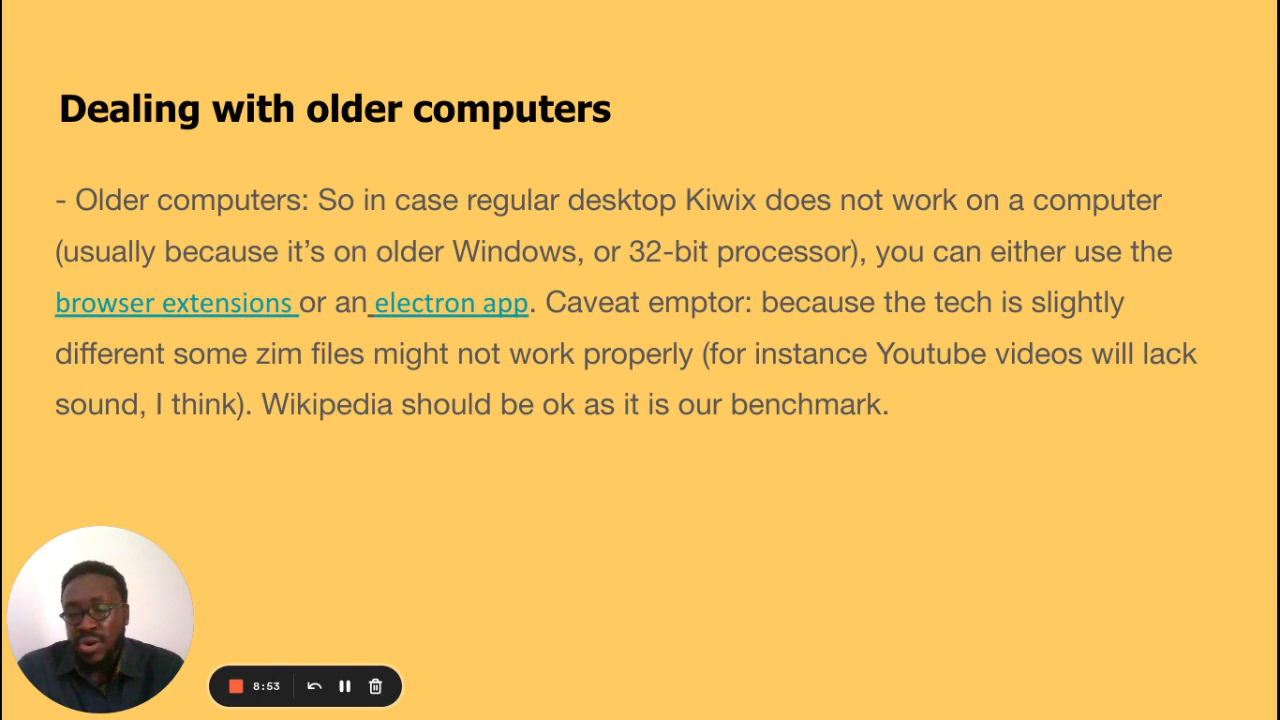 Dealing with older computers
- Older computers: So in case regular desktop Kiwix does not work on a computer
(usually because it’s on older Windows, or 32-bit processor), you can either use the
browser extensions or an electron app. Caveat emptor: because the tech is slightly
different some zim files might not work properly (for instance Youtube videos will lack
sound, I think). Wikipedia should be ok as it is our benchmark.
8:53